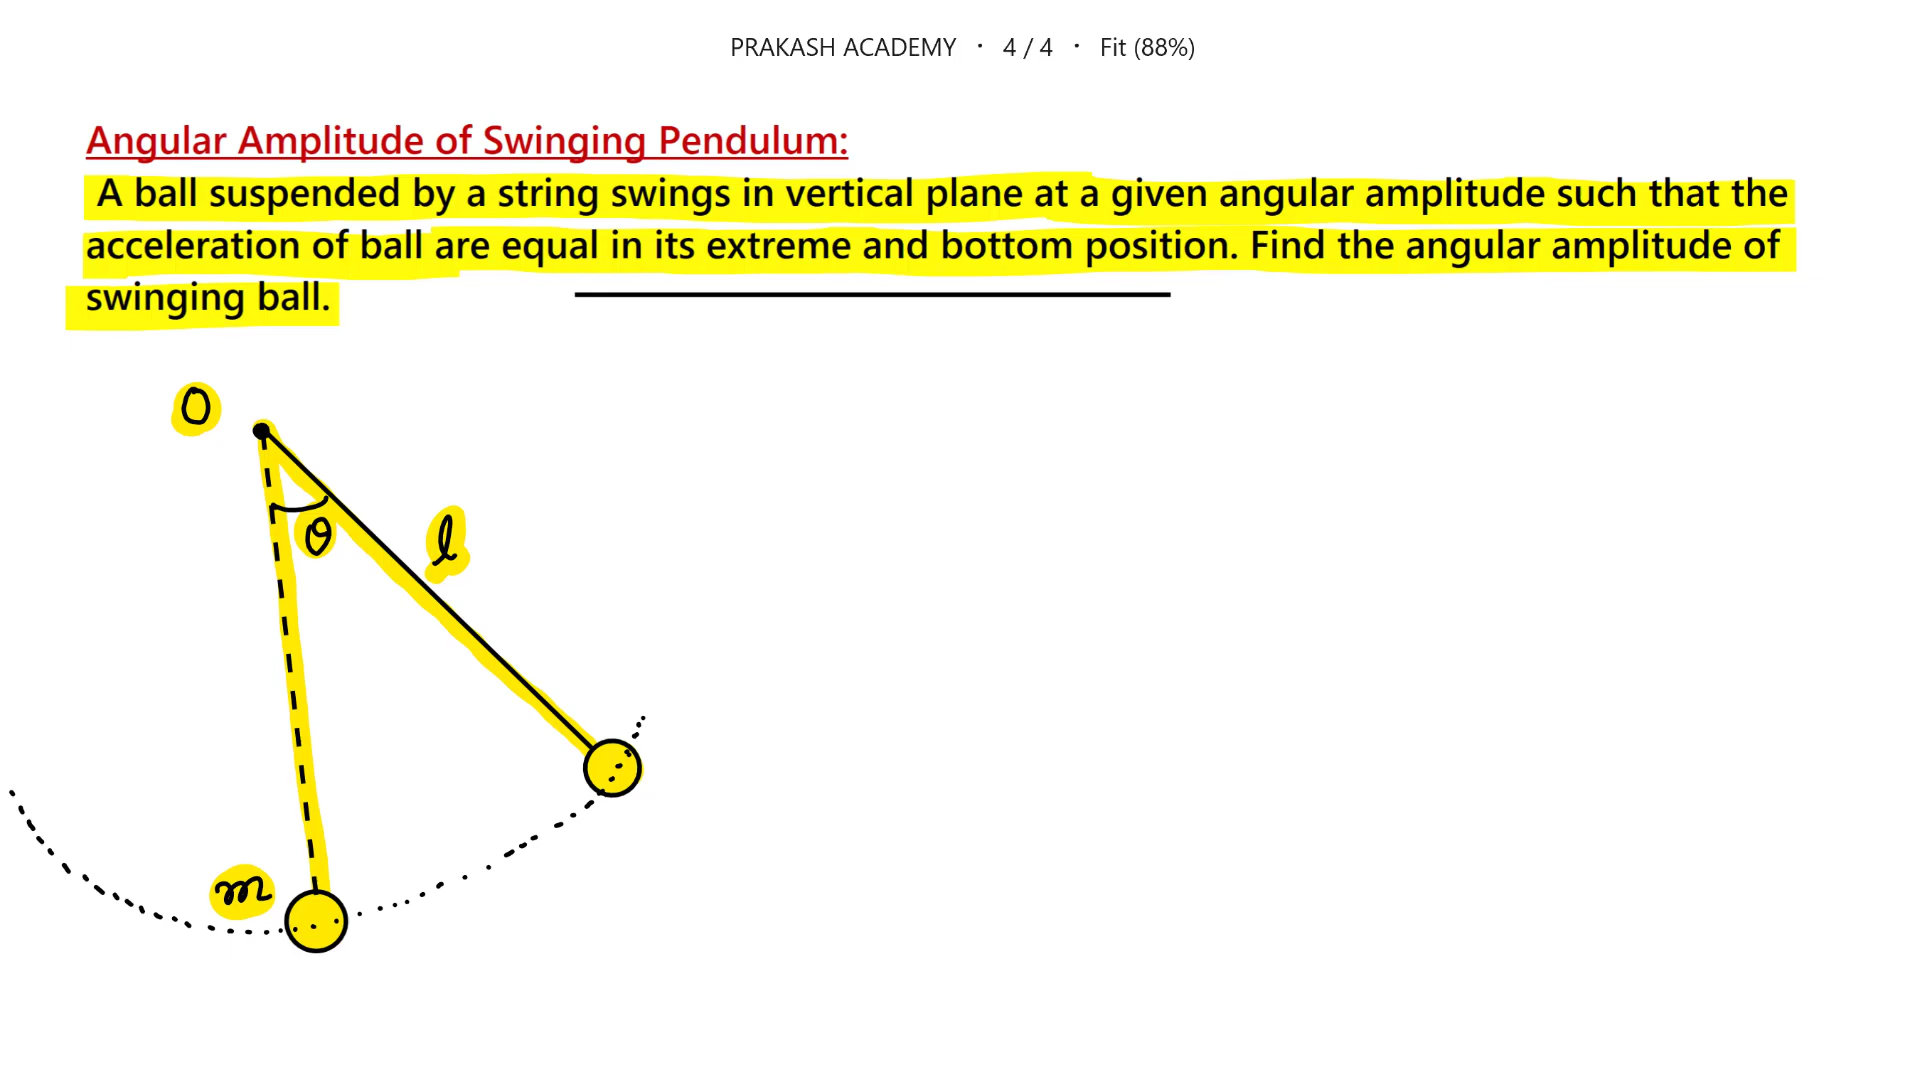 PRAKASH ACADEMY · 4 / 4 · Fit (88%)
Angular Amplitude of Swinging Pendulum:
A ball suspended by a string swings in vertical plane at a given angular amplitude such that the
acceleration of ball are equal in its extreme and bottom position. Find the angular amplitude of
swinging ball.
O
θ
l
m